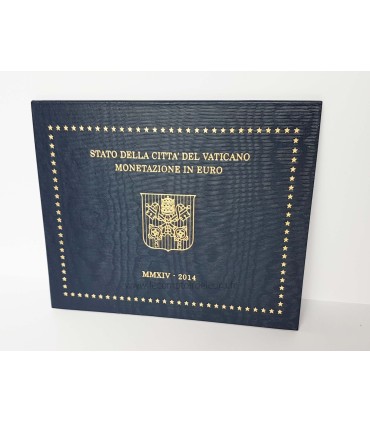 STATO DELLA CITTA' DEL VATICANO
MONETAZIONE IN EURO
MMXIV - 2014